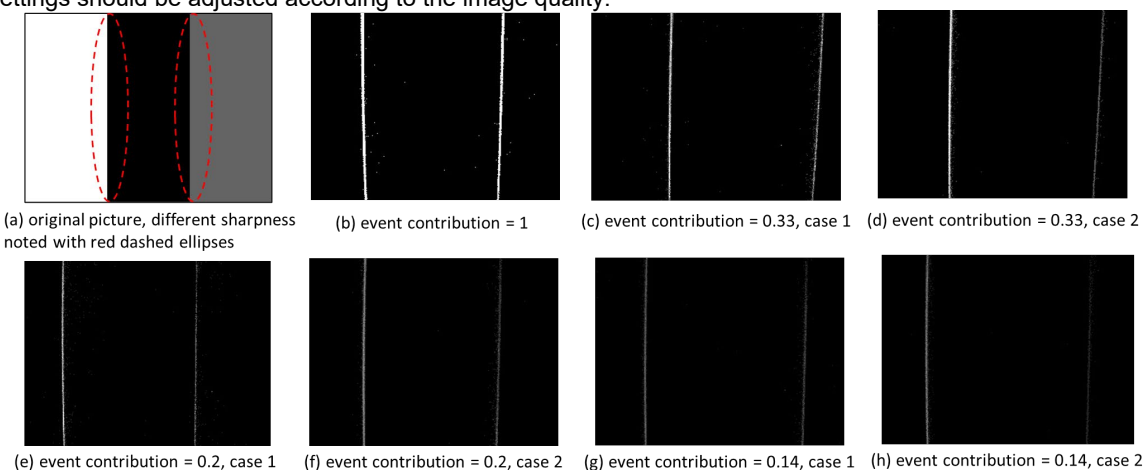 ettings should be adjusted according to the image quality.
(a) original picture, different sharpness
noted with red dashed ellipses
(b) event contribution = 1
(c) event contribution = 0.33, case 1
(d) event contribution = 0.33, case 2
(e) event contribution = 0.2, case 1
(f) event contribution = 0.2, case 2
(g) event contribution = 0.14, case 1
(h) event contribution = 0.14, case 2